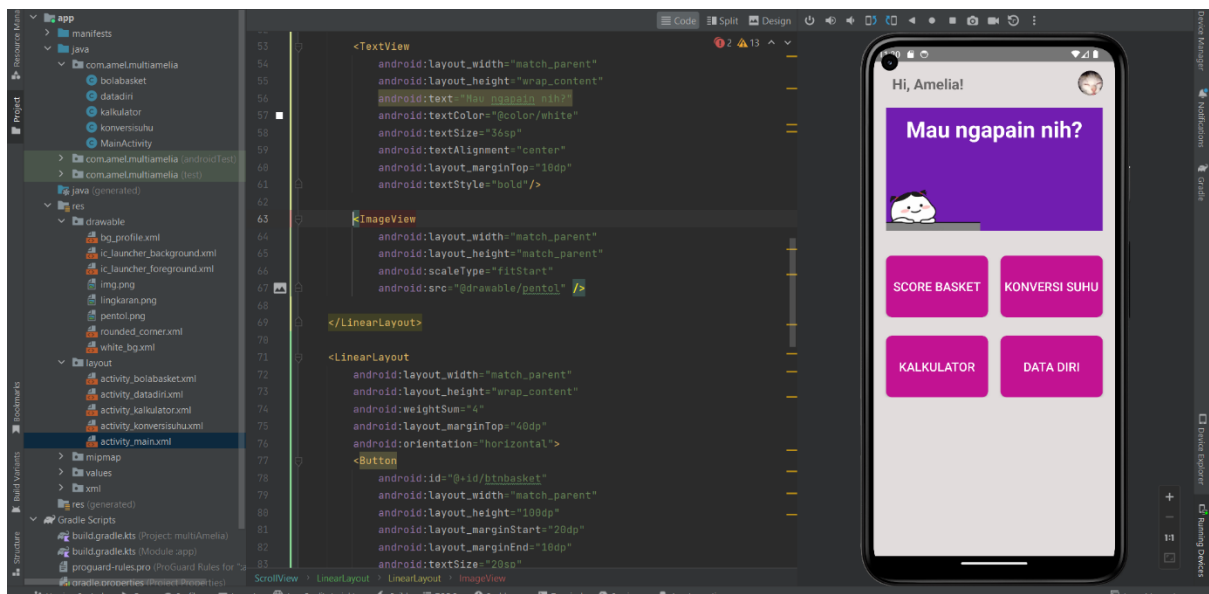 Resource Mana
Project
Bookmarks
Build Variants
Structure
app
manifests
java
com.amel.multiamelia
bolabasket
datadiri
kalkulator
konversisuhu
MainActivity
com.amel.multiamelia (androidTest)
com.amel.multiamelia (test)
java (generated)
res
drawable
bg_profile.xml
ic_launcher_background.xml
ic_launcher_foreground.xml
img.png
lingkaran.png
pentol.png
rounded_corner.xml
white_bg.xml
layout
activity_bolabasket.xml
activity_datadiri.xml
activity_kalkulator.xml
activity_konversisuhu.xml
activity_main.xml
mipmap
values
xml
res (generated)
Gradle Scripts
build.gradle.kts (Project: multiAmelia)
build.gradle.kts (Module :app)
proguard-rules.pro (ProGuard Rules for ":a
gradle.properties (Project Properties)
Code Split Design
2 13
53 <TextView
54 android:layout_width="match_parent"
55 android:layout_height="wrap_content"
56 android:text="Mau ngapain nih?"
57 android:textColor="@color/white"
58 android:textSize="36sp"
59 android:textAlignment="center"
60 android:layout_marginTop="10dp"
61 android:textStyle="bold"/>
62
63 <ImageView
64 android:layout_width="match_parent"
65 android:layout_height="match_parent"
66 android:scaleType="fitStart"
67 android:src="@drawable/pentol" />
68
69 </LinearLayout>
70
71 <LinearLayout
72 android:layout_width="match_parent"
73 android:layout_height="wrap_content"
74 android:weightSum="4"
75 android:layout_marginTop="40dp"
76 android:orientation="horizontal">
77 <Button
78 android:id="@+id/btnbasket"
79 android:layout_width="match_parent"
80 android:layout_height="100dp"
81 android:layout_marginStart="20dp"
82 android:layout_marginEnd="10dp"
83 android:textSize="20sp"
ScrollView > LinearLayout > LinearLayout > ImageView
Hi, Amelia!
Mau ngapain nih?
SCORE BASKET
KONVERSI SUHU
KALKULATOR
DATA DIRI
1:1
Device Manager
Notifications
Gradle
Device Explorer
Running Devices